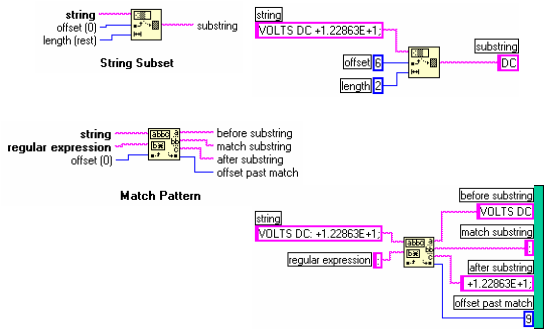 string
offset (0)
length (rest)
substring
String Subset
string
VOLTS DC +1.22863E+1;
offset 6
length 2
substring
DC
string
regular expression
offset (0)
before substring
match substring
after substring
offset past match
Match Pattern
string
VOLTS DC: +1.22863E+1;
regular expression :
before substring
VOLTS DC
match substring
:
after substring
+1.22863E+1;
offset past match
9